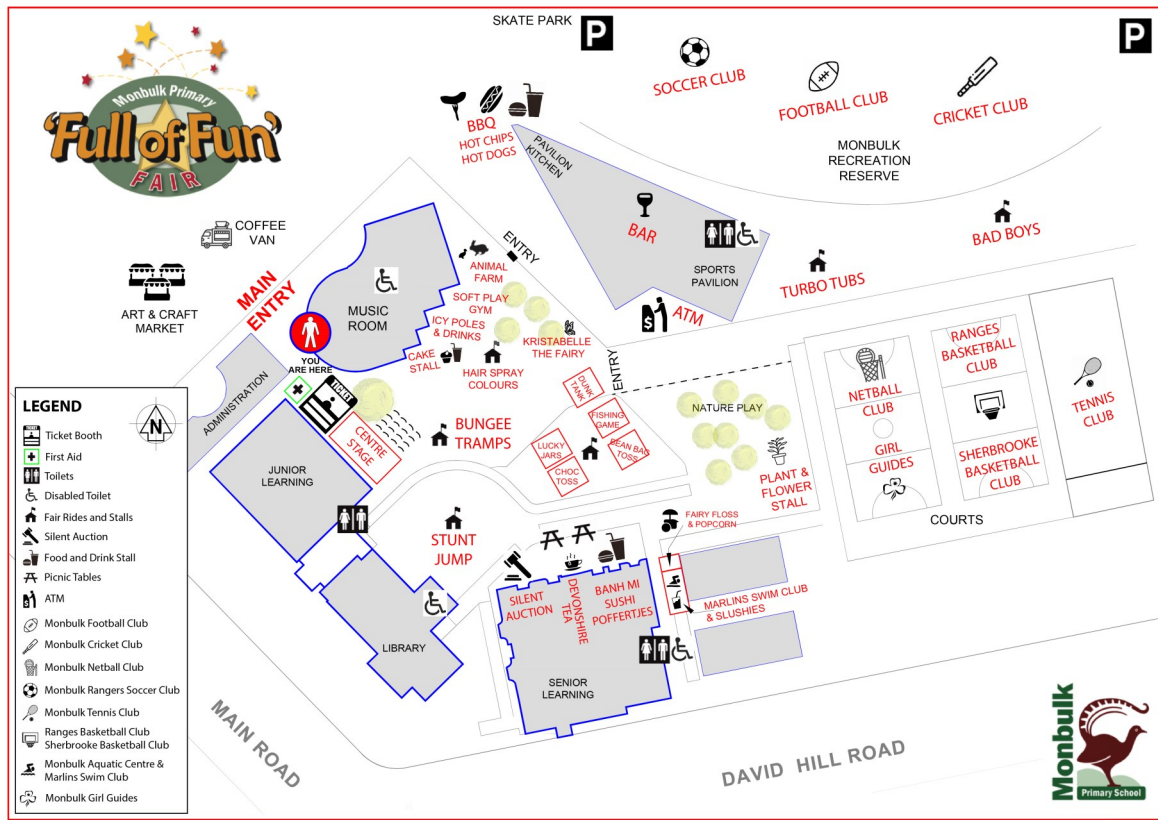 SKATE PARK
P
P
Monbulk Primary
'Full of Fun'
FAIR
SOCCER CLUB
FOOTBALL CLUB
CRICKET CLUB
MONBULK
RECREATION
RESERVE
BBQ
HOT CHIPS
HOT DOGS
PAVILION
KITCHEN
BAR
SPORTS
PAVILION
ATM
BAD BOYS
TURBO TUBS
COFFEE
VAN
ART & CRAFT
MARKET
MAIN
ENTRY
ENTRY
MUSIC
ROOM
ANIMAL
FARM
SOFT PLAY
GYM
ICY POLES
& DRINKS
CAKE
STALL
HAIR SPRAY
COLOURS
KRISTABELLE
THE FAIRY
YOU
ARE HERE
TICKET
ADMINISTRATION
CENTRE
STAGE
BUNGEE
TRAMPS
ENTRY
DUNK
TANK
FISHING
GAME
BEAN BAG
TOSS
LUCKY
JARS
CHOC
TOSS
NATURE PLAY
PLANT &
FLOWER
STALL
NETBALL
CLUB
GIRL
GUIDES
RANGES
BASKETBALL
CLUB
SHERBROOKE
BASKETBALL
CLUB
TENNIS
CLUB
COURTS
JUNIOR
LEARNING
STUNT
JUMP
LIBRARY
SILENT
AUCTION
DEVONSHIRE
TEA
BANH MI
SUSHI
POFFERTJES
SENIOR
LEARNING
FAIRY FLOSS
& POPCORN
MARLINS SWIM CLUB
& SLUSHIES
MAIN ROAD
DAVID HILL ROAD
LEGEND
N
Ticket Booth
First Aid
Toilets
Disabled Toilet
Fair Rides and Stalls
Silent Auction
Food and Drink Stall
Picnic Tables
ATM
Monbulk Football Club
Monbulk Cricket Club
Monbulk Netball Club
Monbulk Rangers Soccer Club
Monbulk Tennis Club
Ranges Basketball Club
Sherbrooke Basketball Club
Monbulk Aquatic Centre &
Marlins Swim Club
Monbulk Girl Guides
Monbulk
Primary School